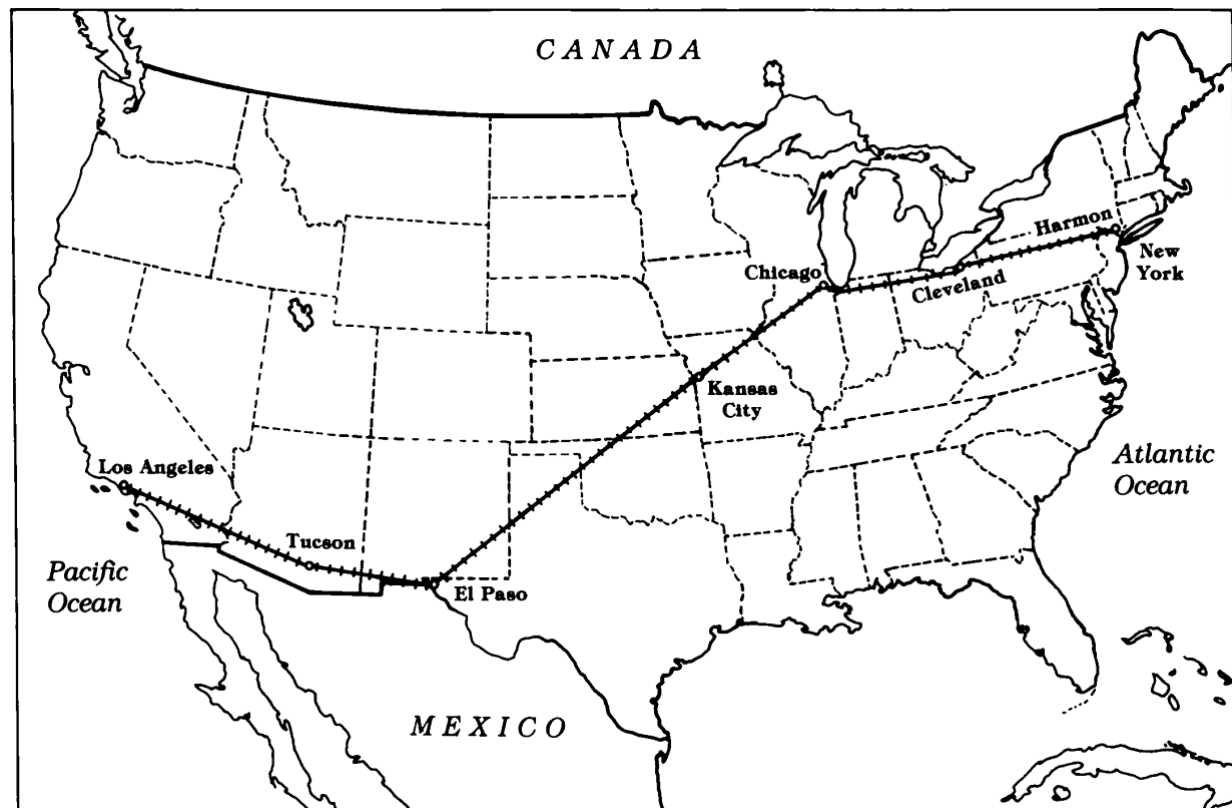 CANADA
Harmon
New
York
Chicago
Cleveland
Kansas
City
Los Angeles
Atlantic
Ocean
Tucson
Pacific
Ocean
El Paso
MEXICO